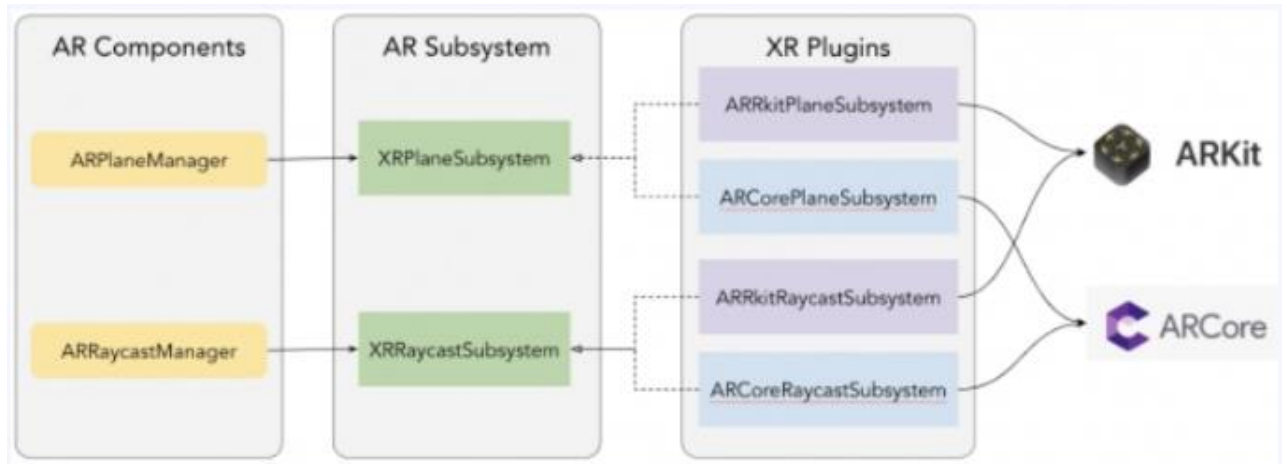 AR Components
ARPlaneManager
ARRaycastManager
AR Subsystem
XRPlaneSubsystem
XRRaycastSubsystem
XR Plugins
ARRkitPlaneSubsystem
ARCorePlaneSubsystem
ARRkitRaycastSubsystem
ARCoreRaycastSubsystem
ARKit
ARCore